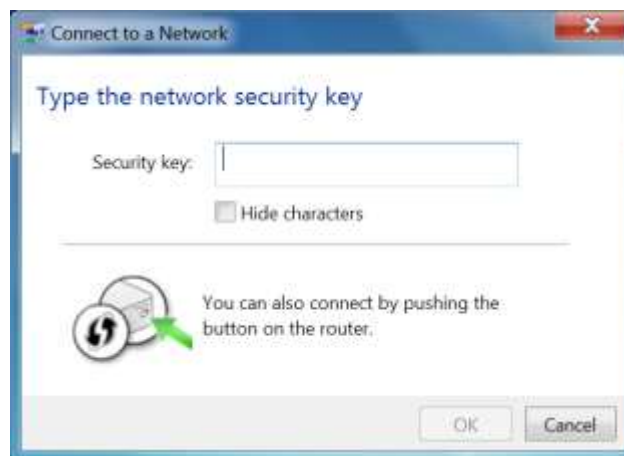 Connect to a Network
Type the network security key
Security key:
Hide characters
You can also connect by pushing the
button on the router.
OK Cancel